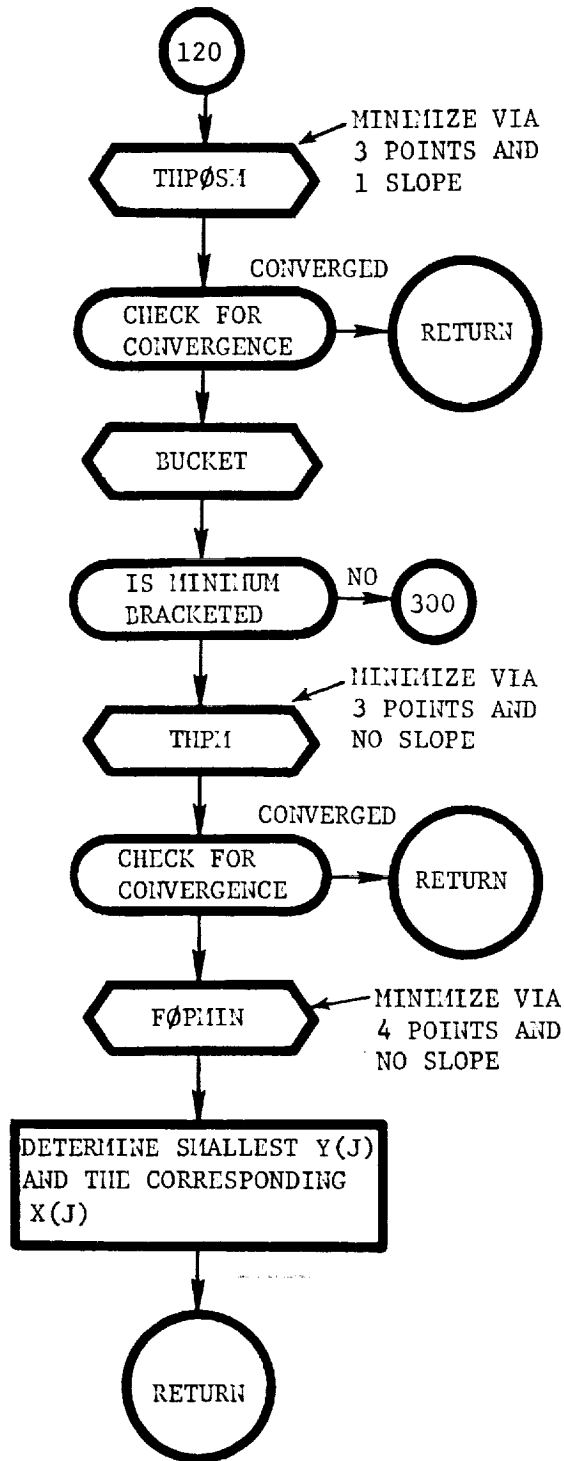 120
MINIMIZE VIA
3 POINTS AND
1 SLOPE
THPØSM
CONVERGED
CHECK FOR
CONVERGENCE
RETURN
BUCKET
IS MINIMUM
BRACKETED
NO
300
MINIMIZE VIA
3 POINTS AND
NO SLOPE
THPM
CONVERGED
CHECK FOR
CONVERGENCE
RETURN
FØPMIN
MINIMIZE VIA
4 POINTS AND
NO SLOPE
DETERMINE SMALLEST Y(J)
AND THE CORRESPONDING
X(J)
RETURN